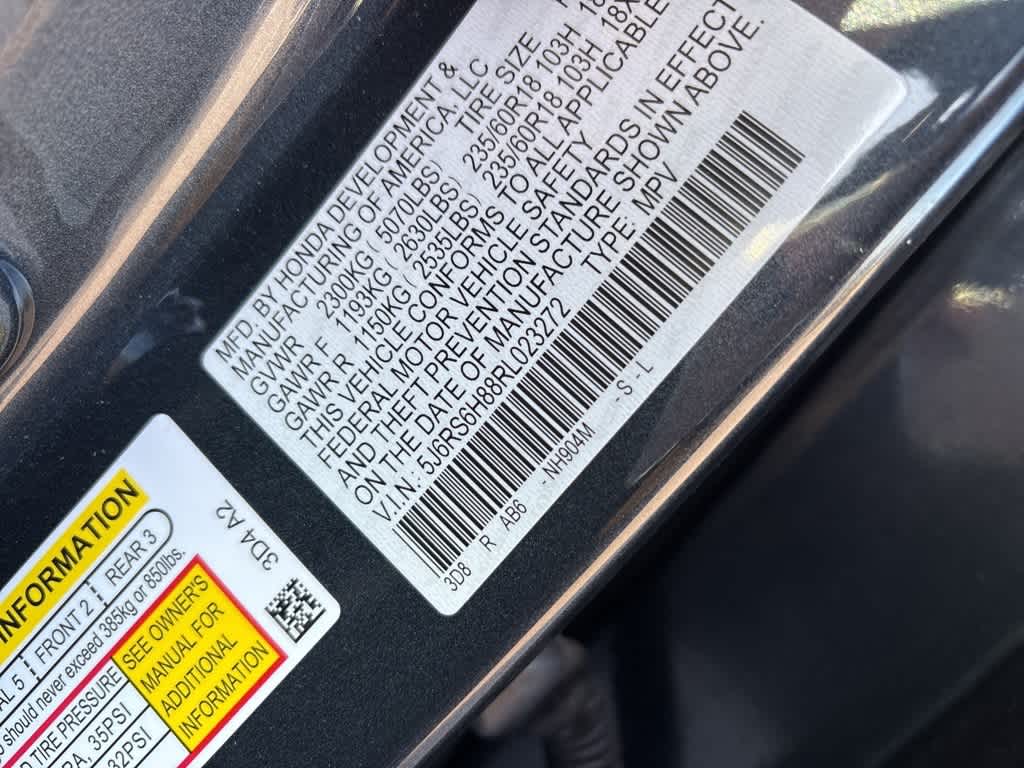 MFD. BY HONDA DEVELOPMENT &
MANUFACTURING OF AMERICA, LLC
GVWR 2300KG ( 5070LBS) TIRE SIZE
GAWR F 1193KG 2630LBS 235/60R18 103H
GAWR R 1150KG 2535LBS 235/60R18 103H 18X
THIS VEHICLE CONFORMS TO ALL APPLICABLE
FEDERAL MOTOR VEHICLE SAFETY
AND THEFT PREVENTION STANDARDS IN EFFECT
ON THE DATE OF MANUFACTURE SHOWN ABOVE.
V.I.N.: 5J6RS6H88RL023272 TYPE: MPV
3D8 R AB6 -NH904M -S-L
INFORMATION
AL 5 FRONT 2 REAR 3
should never exceed 385kg or 850lbs.
TIRE PRESSURE
RA, 35PSI
32PSI
SEE OWNER'S
MANUAL FOR
ADDITIONAL
INFORMATION
3D4 A2